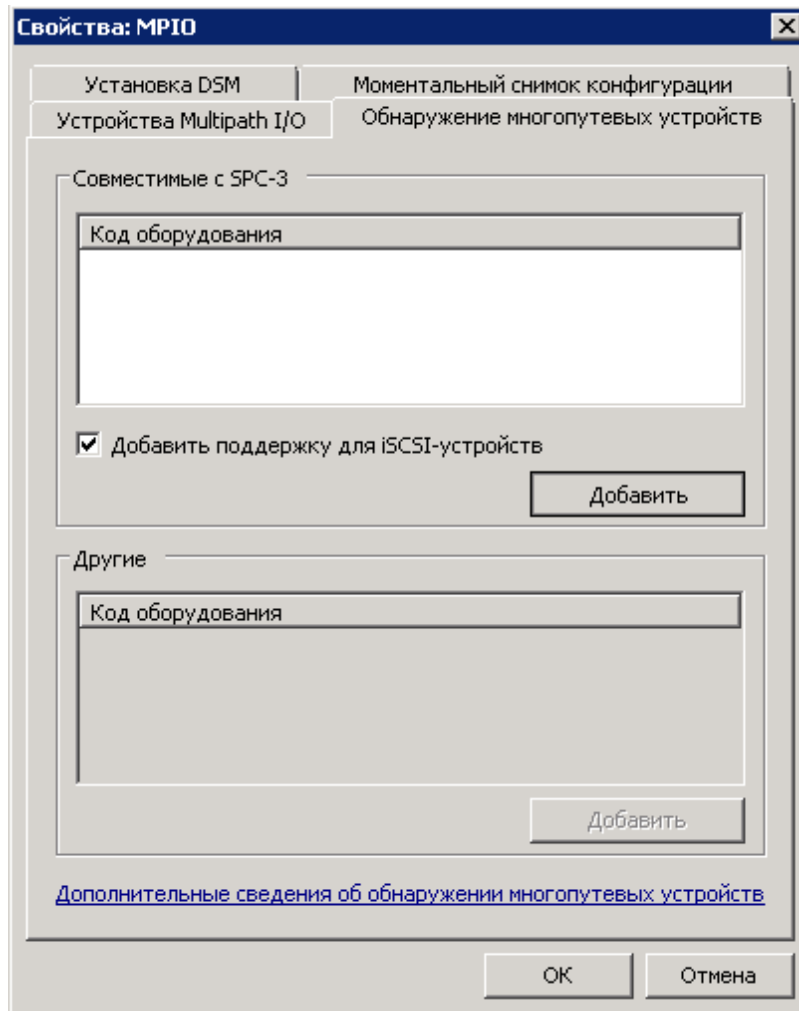 Свойства: MPIO
Установка DSM
Моментальный снимок конфигурации
Устройства Multipath I/O
Обнаружение многопутевых устройств
Совместимые с SPC-3
Код оборудования
Добавить поддержку для iSCSI-устройств
Добавить
Другие
Код оборудования
Добавить
Дополнительные сведения об обнаружении многопутевых устройств
ОК
Отмена